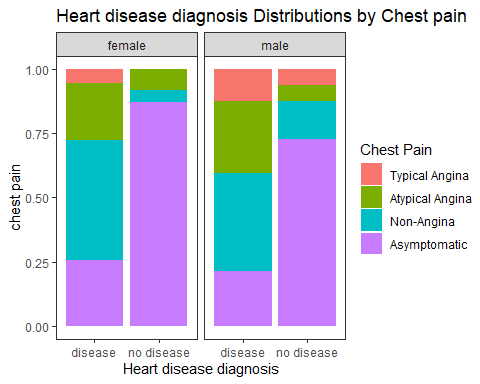 Heart disease diagnosis Distributions by Chest pain
female
male
1.00
0.75
0.50
0.25
0.00
chest pain
disease
no disease
disease
no disease
Heart disease diagnosis
Chest Pain
Typical Angina
Atypical Angina
Non-Angina
Asymptomatic